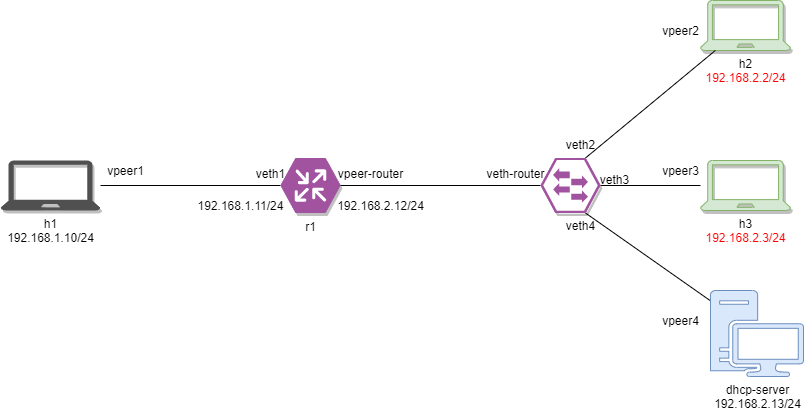 vpeer2
h2
192.168.2.2/24
veth2
vpeer1
veth1
vpeer-router
veth-router
veth3
vpeer3
192.168.1.11/24
192.168.2.12/24
h1
192.168.1.10/24
r1
veth4
h3
192.168.2.3/24
vpeer4
dhcp-server
192.168.2.13/24